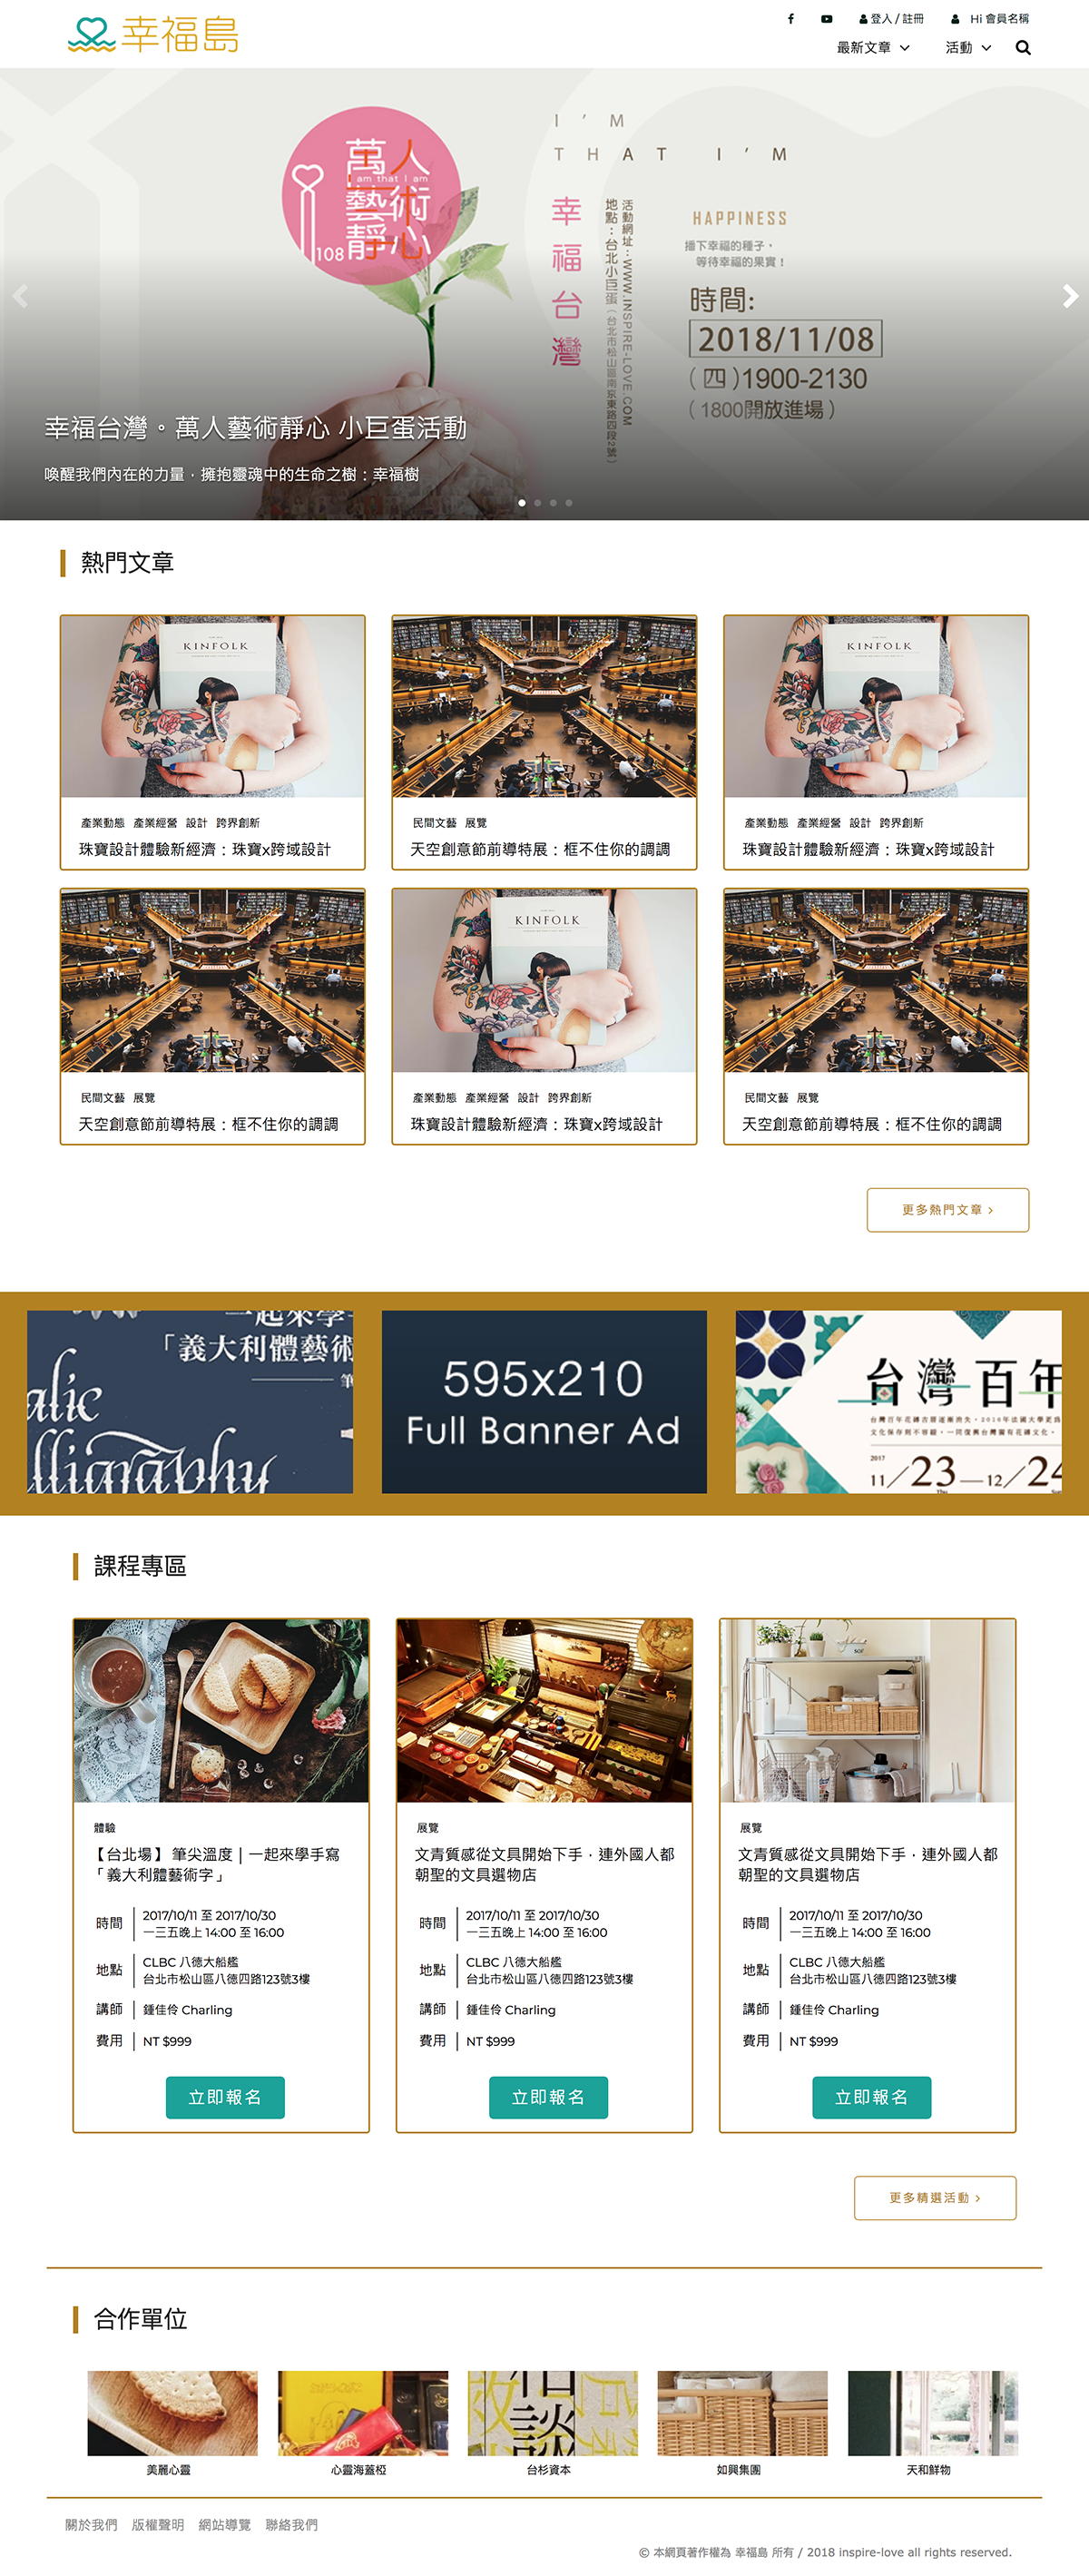 幸福島
登入 / 註冊
Hi 會員名稱
最新文章
活動
萬人
I am that I am
藝術
靜心
108
I ’ M
T H A T I ’ M
幸福台灣
活動網址：WWW.INSPIRE-LOVE.COM
地點：台北小巨蛋（台北市松山區南京東路四段2號）
HAPPINESS
播下幸福的種子，
等待幸福的果實！
時間:
2018/11/08
（四）1900-2130
（1800開放進場）
幸福台灣。萬人藝術靜心 小巨蛋活動
喚醒我們內在的力量．擁抱靈魂中的生命之樹：幸福樹
熱門文章
KINFOLK
KINFOLK
產業動態 產業經營 設計 跨界創新
珠寶設計體驗新經濟：珠寶x跨域設計
民間文藝 展覽
天空創意節前導特展：框不住你的調調
產業動態 產業經營 設計 跨界創新
珠寶設計體驗新經濟：珠寶x跨域設計
KINFOLK
民間文藝 展覽
天空創意節前導特展：框不住你的調調
產業動態 產業經營 設計 跨界創新
珠寶設計體驗新經濟：珠寶x跨域設計
民間文藝 展覽
天空創意節前導特展：框不住你的調調
更多熱門文章 >
一起來學手
「義大利體藝術
筆
alic
lligraphy
595x210
Full Banner Ad
台灣百年
2017
11/23—12/24
課程專區
體驗
【台北場】 筆尖溫度 | 一起來學手寫
「義大利體藝術字」
時間
2017/10/11 至 2017/10/30
一三五晚上 14:00 至 16:00
地點
CLBC 八德大船艦
台北市松山區八德四路123號3樓
講師
鍾佳伶 Charling
費用
NT $999
立即報名
展覽
文青質感從文具開始下手．連外國人都
朝聖的文具選物店
時間
2017/10/11 至 2017/10/30
一三五晚上 14:00 至 16:00
地點
CLBC 八德大船艦
台北市松山區八德四路123號3樓
講師
鍾佳伶 Charling
費用
NT $999
立即報名
展覽
文青質感從文具開始下手．連外國人都
朝聖的文具選物店
時間
2017/10/11 至 2017/10/30
一三五晚上 14:00 至 16:00
地點
CLBC 八德大船艦
台北市松山區八德四路123號3樓
講師
鍾佳伶 Charling
費用
NT $999
立即報名
更多精選活動 >
合作單位
美麗心靈
心靈海蓋椏
台杉資本
如興集團
天和鮮物
關於我們 版權聲明 網站導覽 聯絡我們
© 本網頁著作權為 幸福島 所有 / 2018 inspire-love all rights reserved.